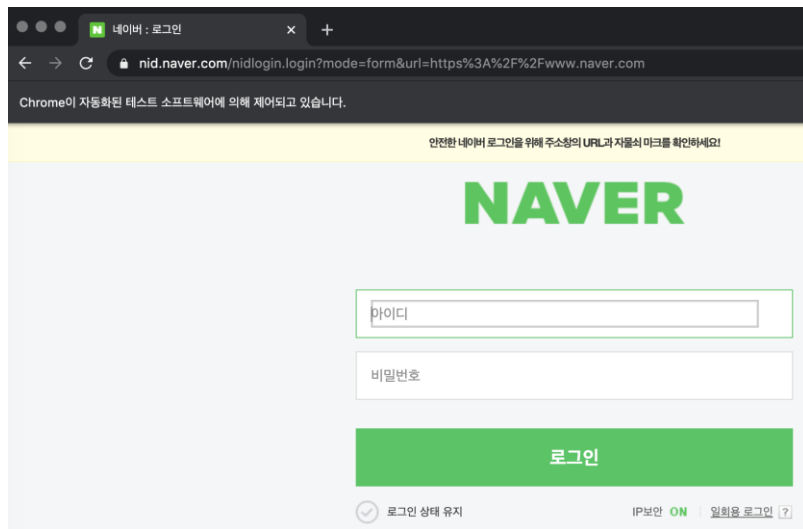 N 네이버 : 로그인
nid.naver.com/nidlogin.login?mode=form&url=https%3A%2F%2Fwww.naver.com
Chrome이 자동화된 테스트 소프트웨어에 의해 제어되고 있습니다.
안전한 네이버 로그인을 위해 주소창의 URL과 자물쇠 마크를 확인하세요!
NAVER
아이디
비밀번호
로그인
로그인 상태 유지 IP보안 ON 일회용 로그인 ?